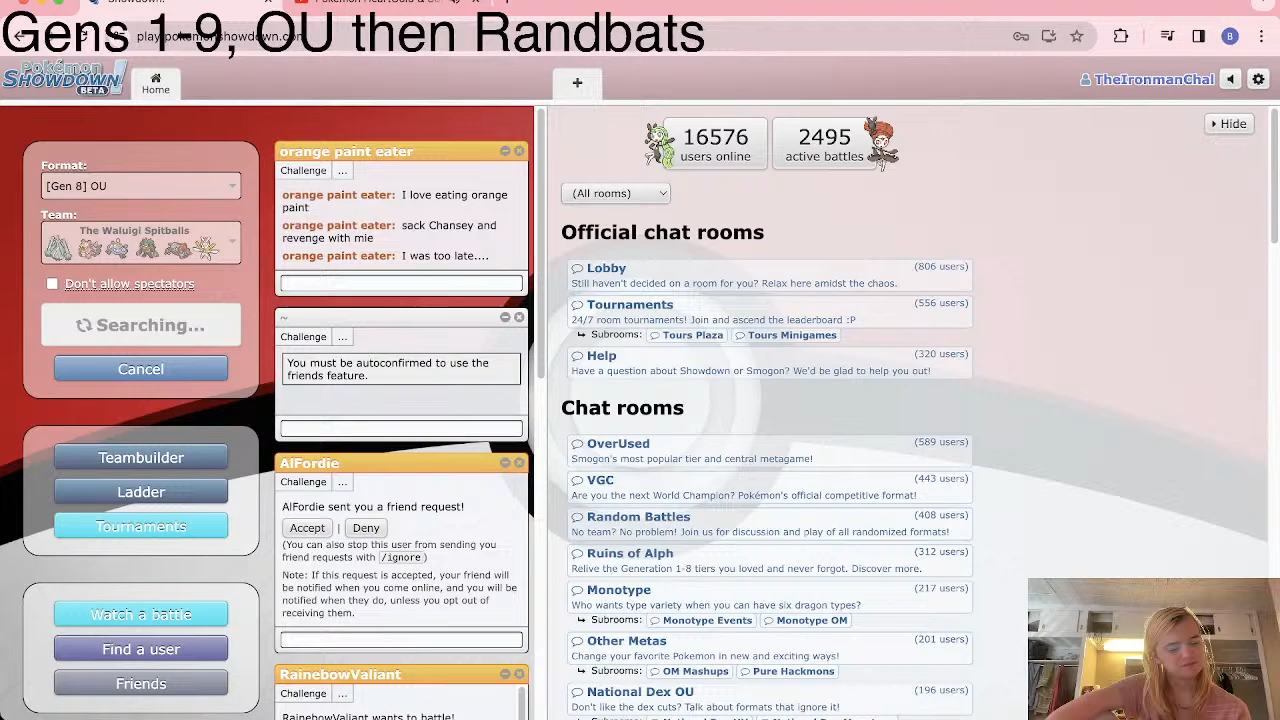 Gens 1-9, OU then Randbats
Pokémon
SHOWDOWN!
BETA
Home
+
TheIronmanChal
Format:
[Gen 8] OU
Team:
The Waluigi Spitballs
Don't allow spectators
Searching...
Cancel
Teambuilder
Ladder
Tournaments
Watch a battle
Find a user
Friends
orange paint eater
Challenge
...
orange paint eater: I love eating orange
paint
orange paint eater: sack Chansey and
revenge with mie
orange paint eater: I was too late....
~
Challenge
...
You must be autoconfirmed to use the
friends feature.
AlFordie
Challenge
...
AlFordie sent you a friend request!
Accept | Deny
(You can also stop this user from sending you
friend requests with /ignore)
Note: If this request is accepted, your friend will
be notified when you come online, and you will be
notified when they do, unless you opt out of
receiving them.
RainebowValiant
Challenge
...
RainebowValiant wants to battle!
16576
users online
2495
active battles
Hide
(All rooms)
Official chat rooms
Lobby (806 users)
Still haven't decided on a room for you? Relax here amidst the chaos.
Tournaments (556 users)
24/7 room tournaments! Join and ascend the leaderboard :P
Subrooms: Tours Plaza Tours Minigames
Help (320 users)
Have a question about Showdown or Smogon? We'd be glad to help you out!
Chat rooms
OverUsed (589 users)
Smogon's most popular tier and central metagame!
VGC (443 users)
Are you the next World Champion? Pokémon's official competitive format!
Random Battles (408 users)
No team? No problem! Join us for discussion and play of all randomized formats!
Ruins of Alph (312 users)
Relive the Generation 1-8 tiers you loved and never forgot. Discover more.
Monotype (217 users)
Who wants type variety when you can have six dragon types?
Subrooms: Monotype Events Monotype OM
Other Metas (201 users)
Change your favorite Pokemon in new and exciting ways!
Subrooms: OM Mashups Pure Hackmons
National Dex OU (196 users)
Don't like the dex cuts? Talk about formats that ignore it!